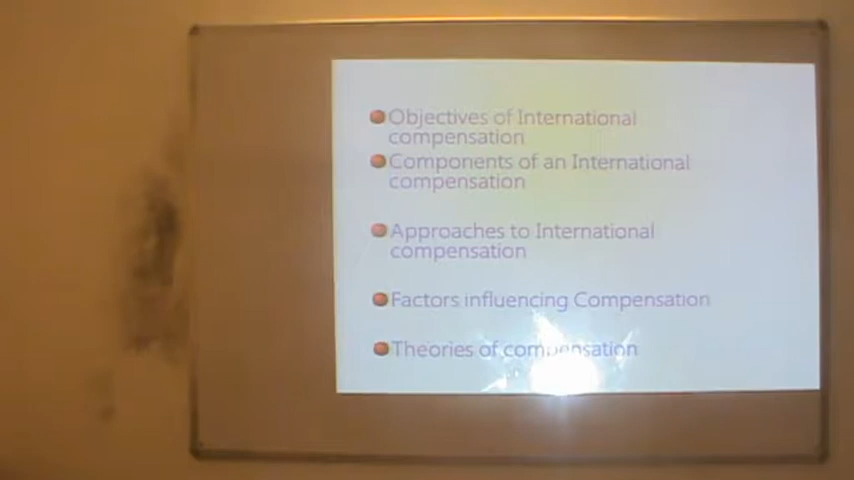 Objectives of International
compensation
Components of an International
compensation
Approaches to International
compensation
Factors influencing Compensation
Theories of compensation